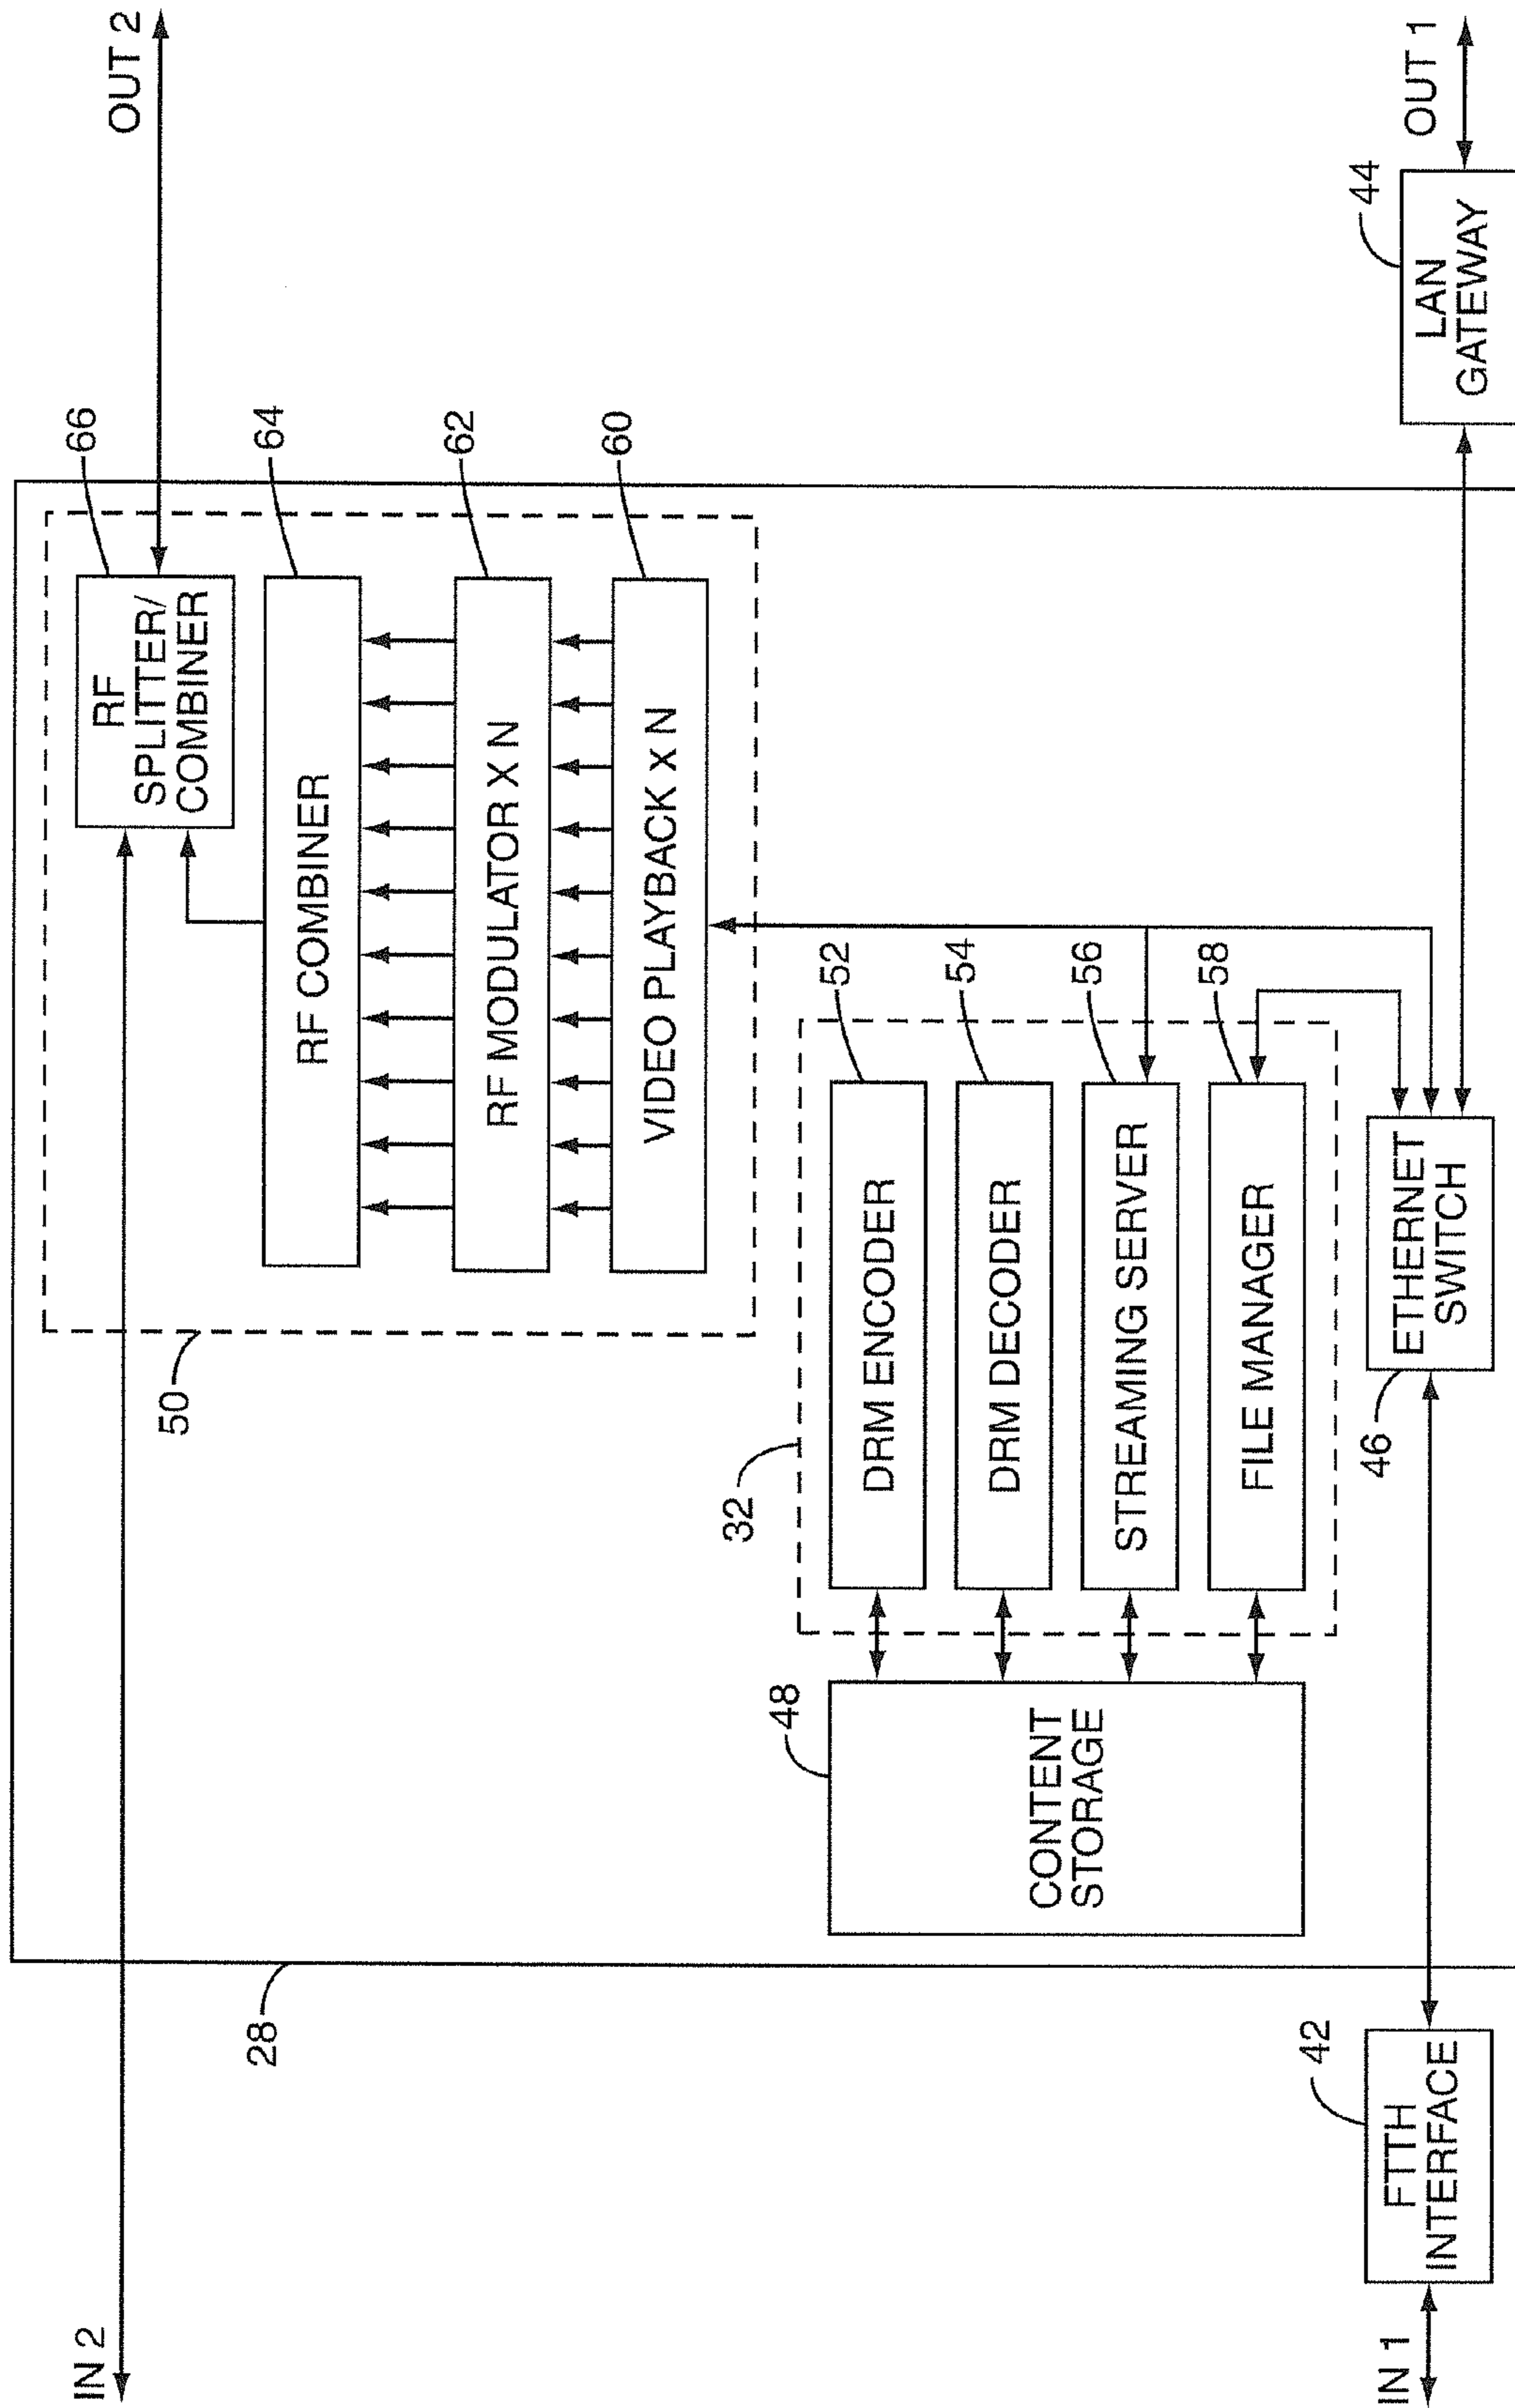 IN 2
OUT 2
50
66
RF
SPLITTER/
COMBINER
64
RF COMBINER
62
RF MODULATOR X N
60
VIDEO PLAYBACK X N
28
32
48
CONTENT
STORAGE
52
DRM ENCODER
54
DRM DECODER
56
STREAMING SERVER
58
FILE MANAGER
IN 1
42
FTTH
INTERFACE
46
ETHERNET
SWITCH
44
LAN
GATEWAY
OUT 1